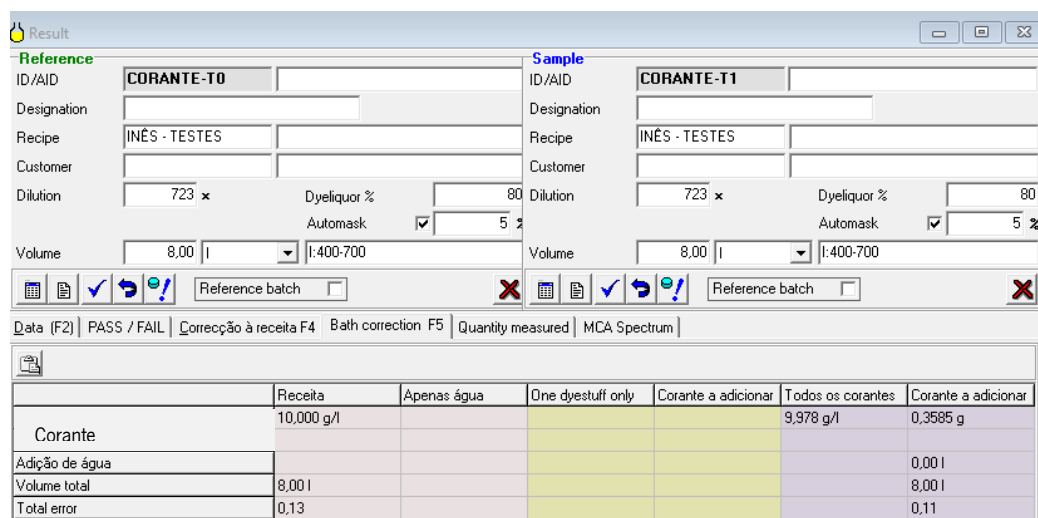 Result
Reference
ID/AID CORANTE-T0
Designation
Recipe INÊS - TESTES
Customer
Dilution 723 x Dyeliquor % 80
Automask 5 %
Volume 8,00 l I:400-700
Reference batch
Sample
ID/AID CORANTE-T1
Designation
Recipe INÊS - TESTES
Customer
Dilution 723 x Dyeliquor % 80
Automask 5 %
Volume 8,00 l I:400-700
Reference batch
Data (F2) PASS / FAIL Correcção à receita F4 Bath correction F5 Quantity measured MCA Spectrum
Receita Apenas água One dyestuff only Corante a adicionar Todos os corantes Corante a adicionar
Corante 10,000 g/l 9,978 g/l 0,3585 g
Adição de água 0,00 l
Volume total 8,00 l 8,00 l
Total error 0,13 0,11